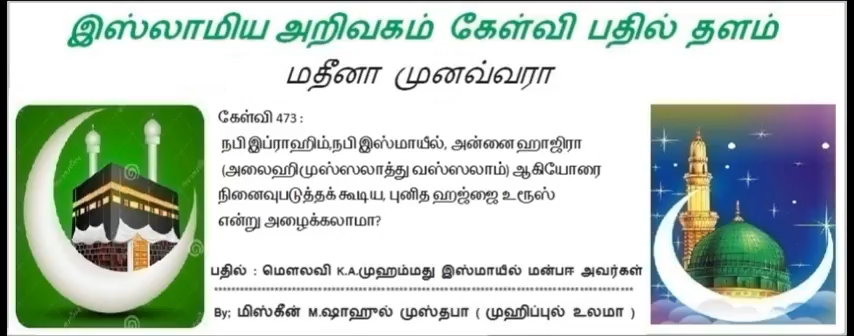 இஸ்லாமிய அறிவகம் கேள்வி பதில் தளம்
மதீனா முனவ்வரா
கேள்வி 473 :
நபி இப்ராஹிம்,நபி இஸ்மாயீல், அன்னை ஹாஜிரா
(அலைஹிமுஸ்ஸலாத்து வஸ்ஸலாம்) ஆகியோரை
நினைவுபடுத்தக் கூடிய, புனித ஹஜ்ஜை உரூஸ்
என்று அழைக்கலாமா?
பதில் : மௌலவி K.A.முஹம்மது இஸ்மாயீல் மன்பஈ அவர்கள்
By; மிஸ்கீன் M.ஷாஹுல் முஸ்தபா ( முஹிப்புல் உலமா )